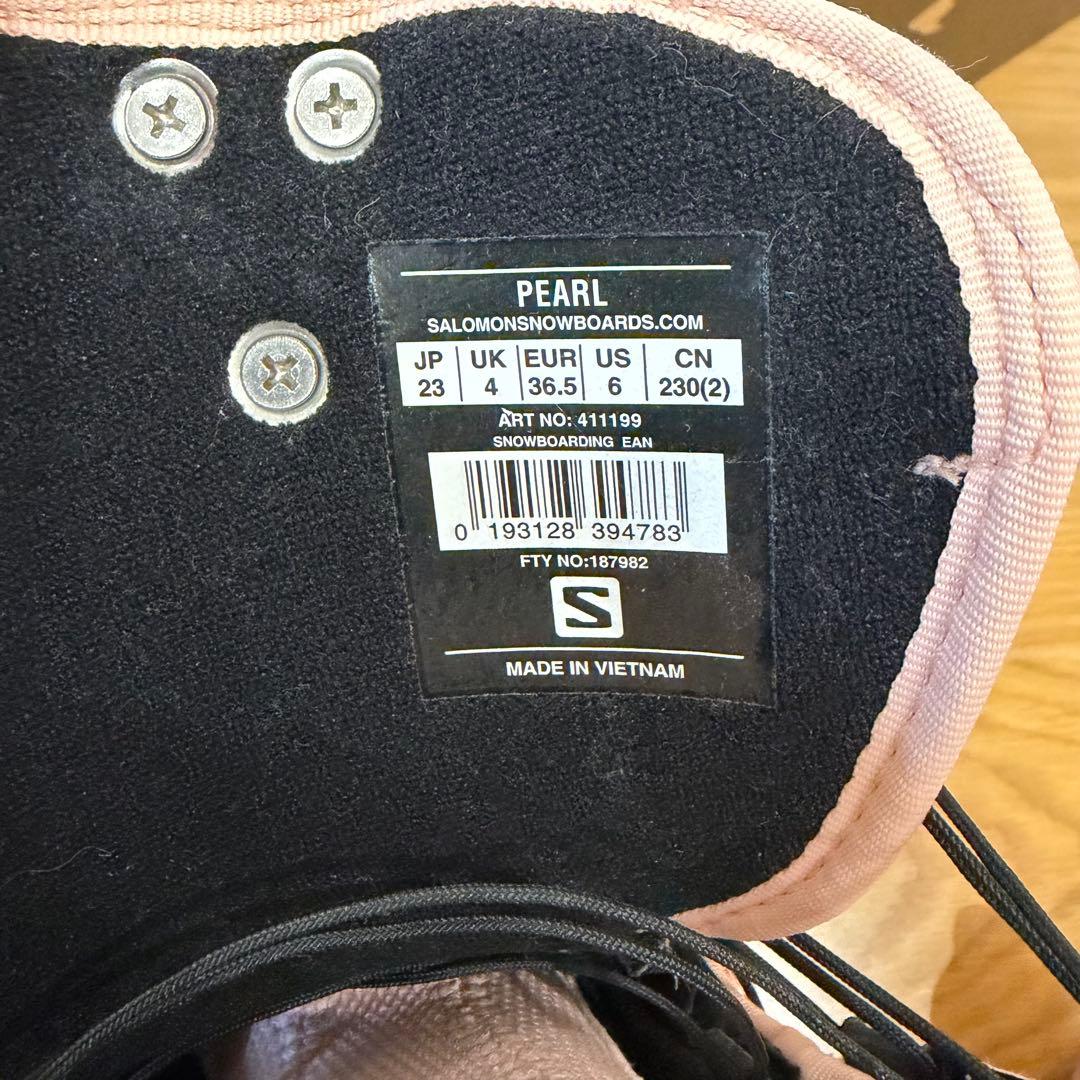 PEARL
SALOMONSNOWBOARDS.COM
JP UK EUR US CN
23 4 36.5 6 230(2)
ART NO: 411199
SNOWBOARDING EAN
0 193128 394783
FTY NO:187982
S
MADE IN VIETNAM